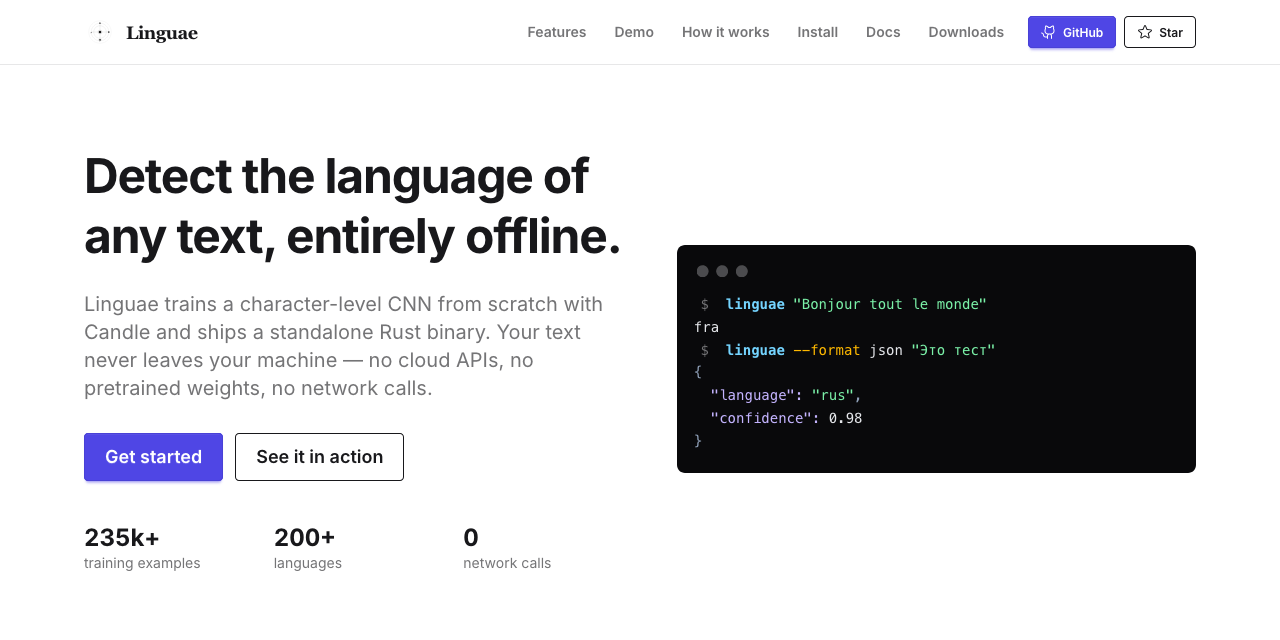 Linguae
Features Demo How it works Install Docs Downloads GitHub Star
Detect the language of
any text, entirely offline.
Linguae trains a character-level CNN from scratch with
Candle and ships a standalone Rust binary. Your text
never leaves your machine — no cloud APIs, no
pretrained weights, no network calls.
Get started See it in action
235k+ 200+ 0
training examples languages network calls
$ linguae "Bonjour tout le monde"
fra
$ linguae --format json "Это тест"
{
"language": "rus",
"confidence": 0.98
}